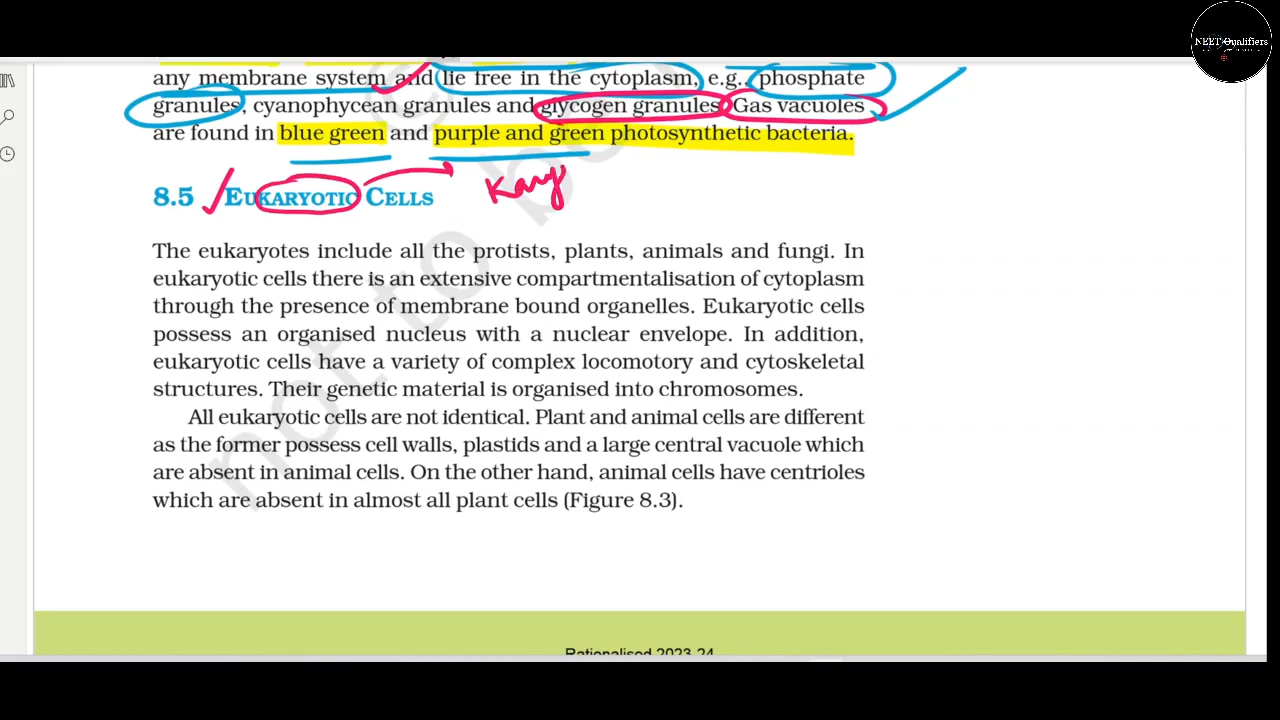 NEET Qualifiers
any membrane system and lie free in the cytoplasm, e.g., phosphate
granules, cyanophycean granules and glycogen granules. Gas vacuoles
are found in blue green and purple and green photosynthetic bacteria.
8.5 EUKARYOTIC CELLS
Kary
The eukaryotes include all the protists, plants, animals and fungi. In
eukaryotic cells there is an extensive compartmentalisation of cytoplasm
through the presence of membrane bound organelles. Eukaryotic cells
possess an organised nucleus with a nuclear envelope. In addition,
eukaryotic cells have a variety of complex locomotory and cytoskeletal
structures. Their genetic material is organised into chromosomes.
All eukaryotic cells are not identical. Plant and animal cells are different
as the former possess cell walls, plastids and a large central vacuole which
are absent in animal cells. On the other hand, animal cells have centrioles
which are absent in almost all plant cells (Figure 8.3).
not to be
Rationalised 2023-24